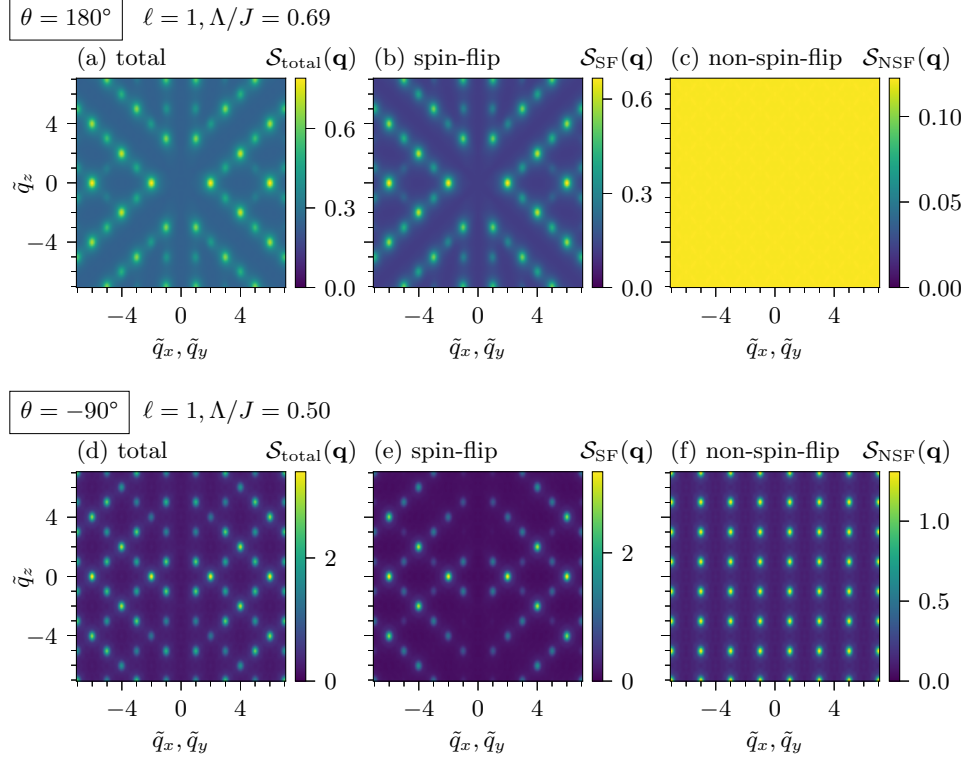 θ = 180° ℓ = 1, Λ/J = 0.69
(a) total S_total(q) (b) spin-flip S_SF(q) (c) non-spin-flip S_NSF(q)
4 0.6 0.6 0.10
q̃_z 0 0.3 0.3 0.05
−4 0.0 0.0 0.00
−4 0 4 −4 0 4 −4 0 4
q̃_x, q̃_y q̃_x, q̃_y q̃_x, q̃_y
θ = −90° ℓ = 1, Λ/J = 0.50
(d) total S_total(q) (e) spin-flip S_SF(q) (f) non-spin-flip S_NSF(q)
4 2 2 1.0
q̃_z 0 0.5
−4 0 0 0.0
−4 0 4 −4 0 4 −4 0 4
q̃_x, q̃_y q̃_x, q̃_y q̃_x, q̃_y